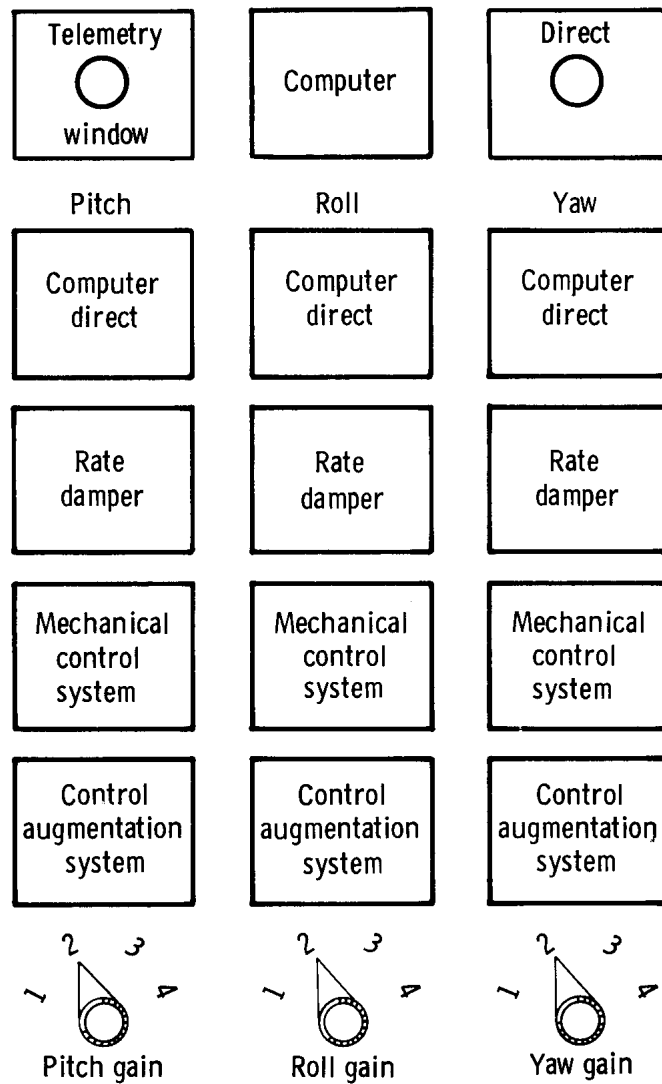 Telemetry
window
Computer
Direct
Pitch Roll Yaw
Computer
direct
Computer
direct
Computer
direct
Rate
damper
Rate
damper
Rate
damper
Mechanical
control
system
Mechanical
control
system
Mechanical
control
system
Control
augmentation
system
Control
augmentation
system
Control
augmentation
system
1 2 3 4
1 2 3 4
1 2 3 4
Pitch gain Roll gain Yaw gain